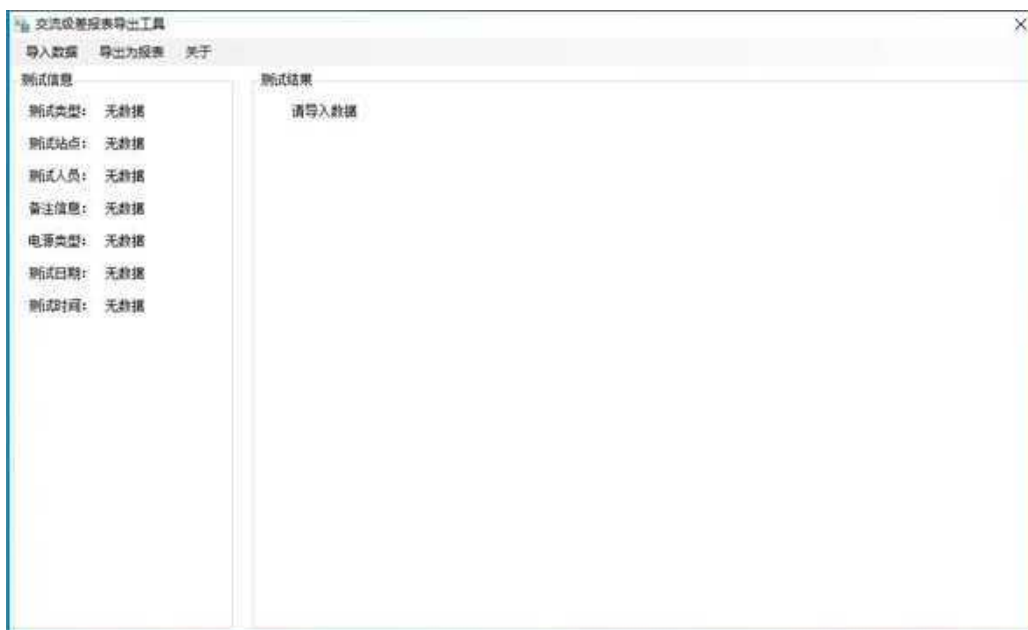 交流级差报表导出工具
导入数据 导出为报表 关于
测试信息
测试类型： 无数据
测试站点： 无数据
测试人员： 无数据
备注信息： 无数据
电源类型： 无数据
测试日期： 无数据
测试时间： 无数据
测试结果
请导入数据